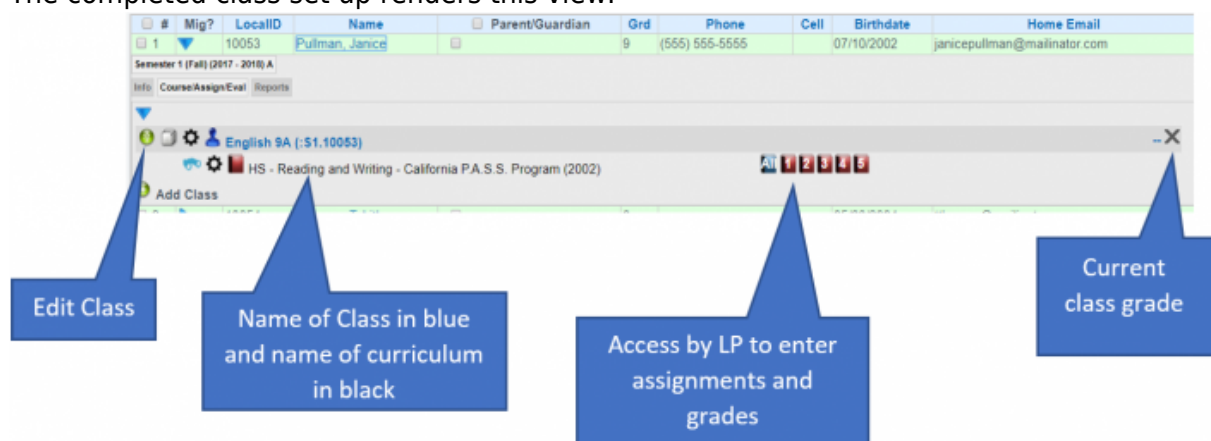 The completed class set up renders this view.
# Mig? LocalID Name Parent/Guardian Grd Phone Cell Birthdate Home Email
1 10053 Pullman, Janice 9 (555) 555-5555 07/10/2002 janicepullman@mailinator.com
Semester 1 (Fall) (2017 - 2018) A
Info Course/Assign/Eval Reports
English 9A (:S1.10053) --
HS - Reading and Writing - California P.A.S.S. Program (2002) AT 1 2 3 4 5
Add Class
Edit Class
Name of Class in blue
and name of curriculum
in black
Access by LP to enter
assignments and
grades
Current
class grade